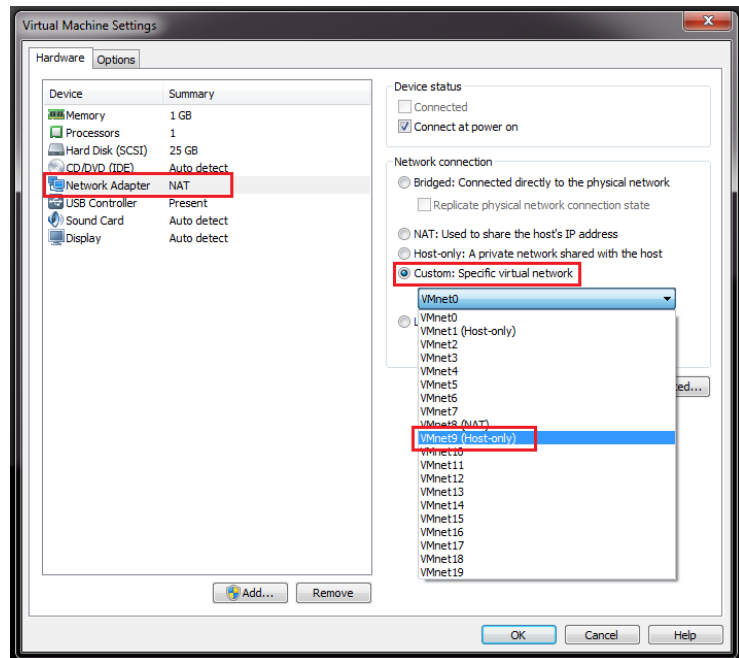 Virtual Machine Settings
Hardware Options
Device Summary
Memory 1 GB
Processors 1
Hard Disk (SCSI) 25 GB
CD/DVD (IDE) Auto detect
Network Adapter NAT
USB Controller Present
Sound Card Auto detect
Display Auto detect
Add... Remove
Device status
Connected
Connect at power on
Network connection
Bridged: Connected directly to the physical network
Replicate physical network connection state
NAT: Used to share the host's IP address
Host-only: A private network shared with the host
Custom: Specific virtual network
VMnet0
L
VMnet0
VMnet1 (Host-only)
VMnet2
VMnet3
VMnet4
VMnet5
VMnet6
VMnet7
VMnet8 (NAT)
VMnet9 (Host-only)
VMnet10
VMnet11
VMnet12
VMnet13
VMnet14
VMnet15
VMnet16
VMnet17
VMnet18
VMnet19
OK Cancel Help